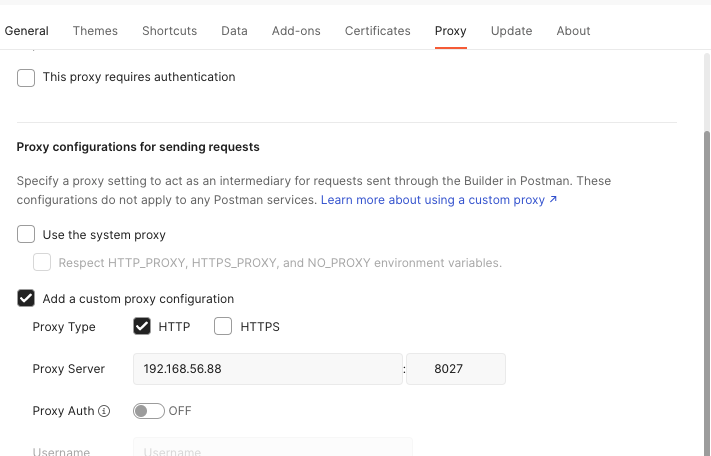 General Themes Shortcuts Data Add-ons Certificates Proxy Update About
This proxy requires authentication
Proxy configurations for sending requests
Specify a proxy setting to act as an intermediary for requests sent through the Builder in Postman. These
configurations do not apply to any Postman services. Learn more about using a custom proxy ↗
Use the system proxy
Respect HTTP_PROXY, HTTPS_PROXY, and NO_PROXY environment variables.
Add a custom proxy configuration
Proxy Type HTTP HTTPS
Proxy Server 192.168.56.88 : 8027
Proxy Auth OFF
Username Username